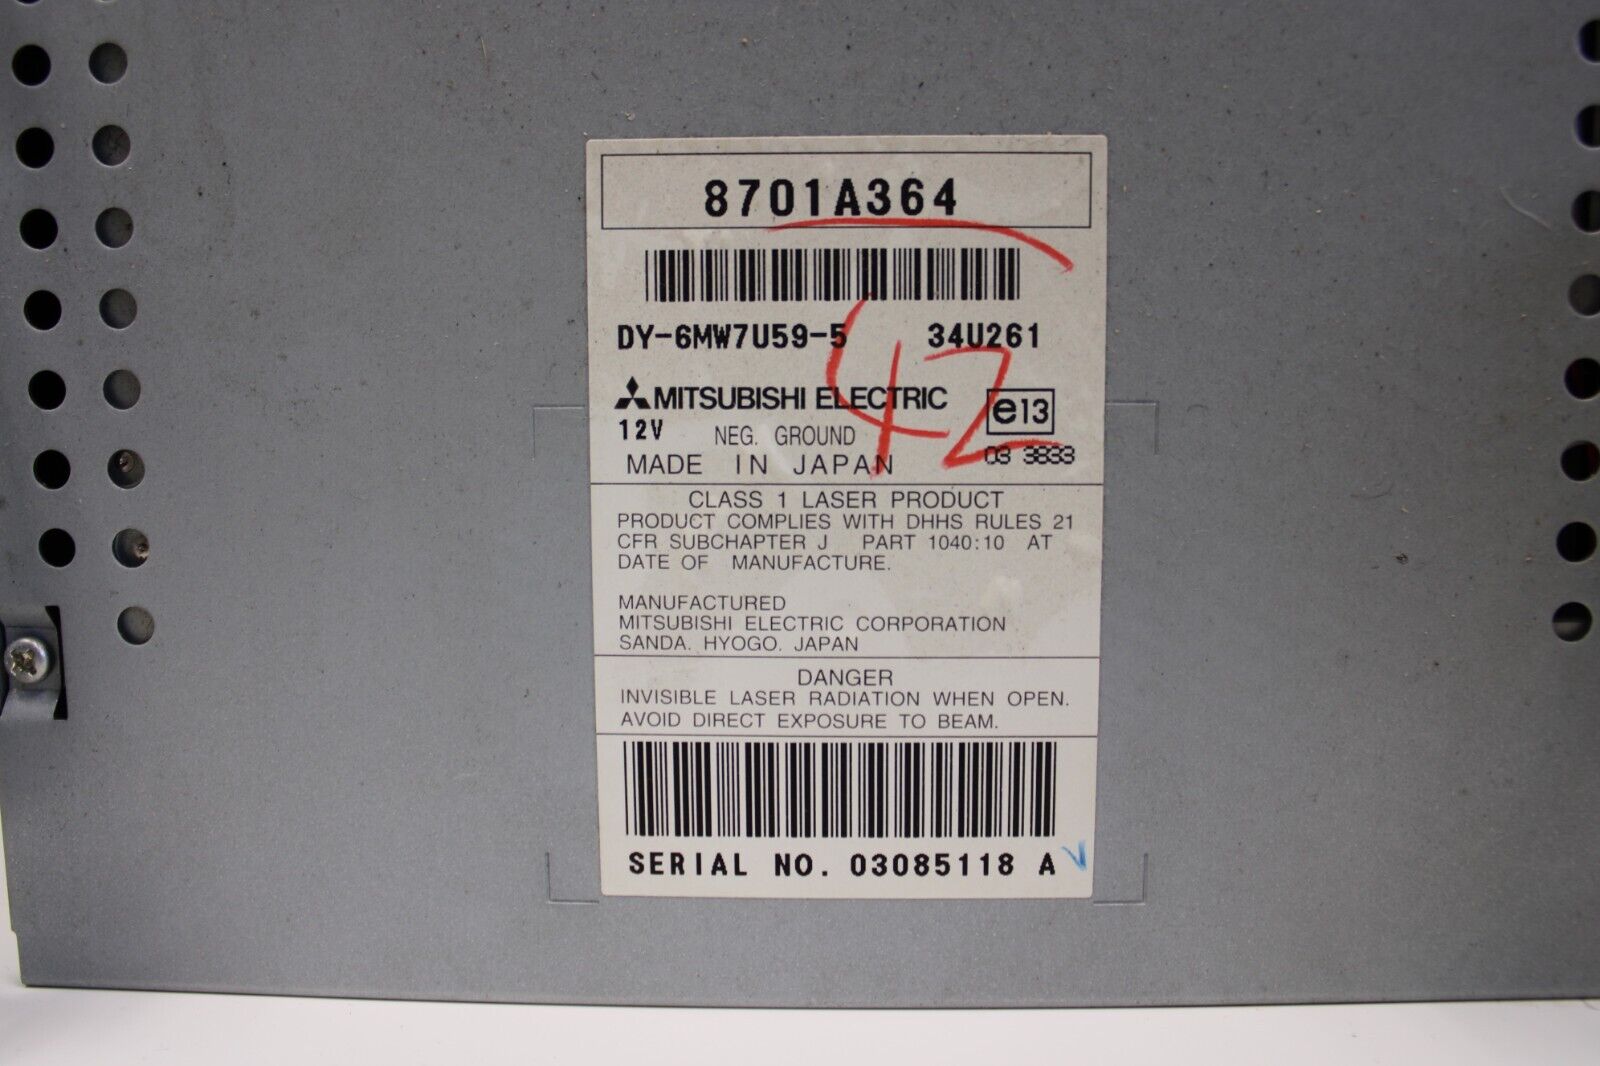 8701A364
DY-6MW7U59-5 34U261
42
MITSUBISHI ELECTRIC e13
12V NEG. GROUND
MADE IN JAPAN 03 3833
CLASS 1 LASER PRODUCT
PRODUCT COMPLIES WITH DHHS RULES 21
CFR SUBCHAPTER J PART 1040:10 AT
DATE OF MANUFACTURE.
MANUFACTURED
MITSUBISHI ELECTRIC CORPORATION
SANDA. HYOGO. JAPAN
DANGER
INVISIBLE LASER RADIATION WHEN OPEN.
AVOID DIRECT EXPOSURE TO BEAM.
SERIAL NO. 03085118 A